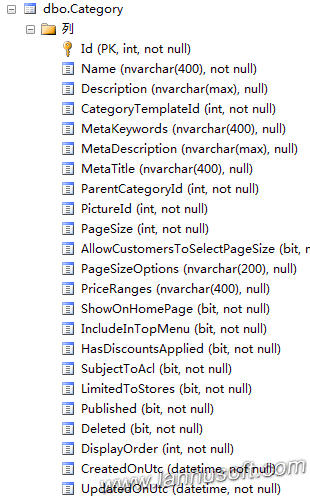 dbo.Category
列
Id (PK, int, not null)
Name (nvarchar(400), not null)
Description (nvarchar(max), null)
CategoryTemplateId (int, not null)
MetaKeywords (nvarchar(400), null)
MetaDescription (nvarchar(max), null)
MetaTitle (nvarchar(400), null)
ParentCategoryId (int, not null)
PictureId (int, not null)
PageSize (int, not null)
AllowCustomersToSelectPageSize (bit, n
PageSizeOptions (nvarchar(200), null)
PriceRanges (nvarchar(400), null)
ShowOnHomePage (bit, not null)
IncludeInTopMenu (bit, not null)
HasDiscountsApplied (bit, not null)
SubjectToAcl (bit, not null)
LimitedToStores (bit, not null)
Published (bit, not null)
Deleted (bit, not null)
DisplayOrder (int, not null)
CreatedOnUtc (datetime, not null)
UpdatedOnUtc (datetime, not null)